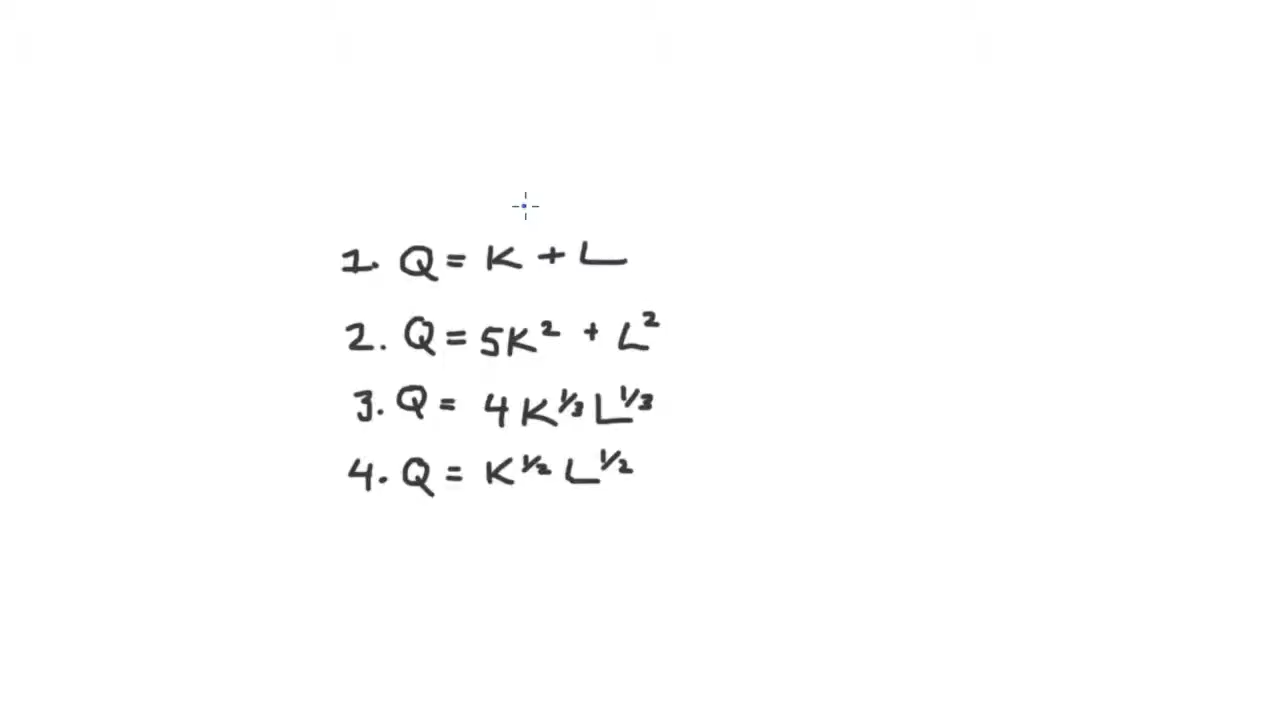 1. Q = K + L
2. Q = 5K² + L²
3. Q = 4K^1/3 L^1/3
4. Q = K^1/2 L^1/2